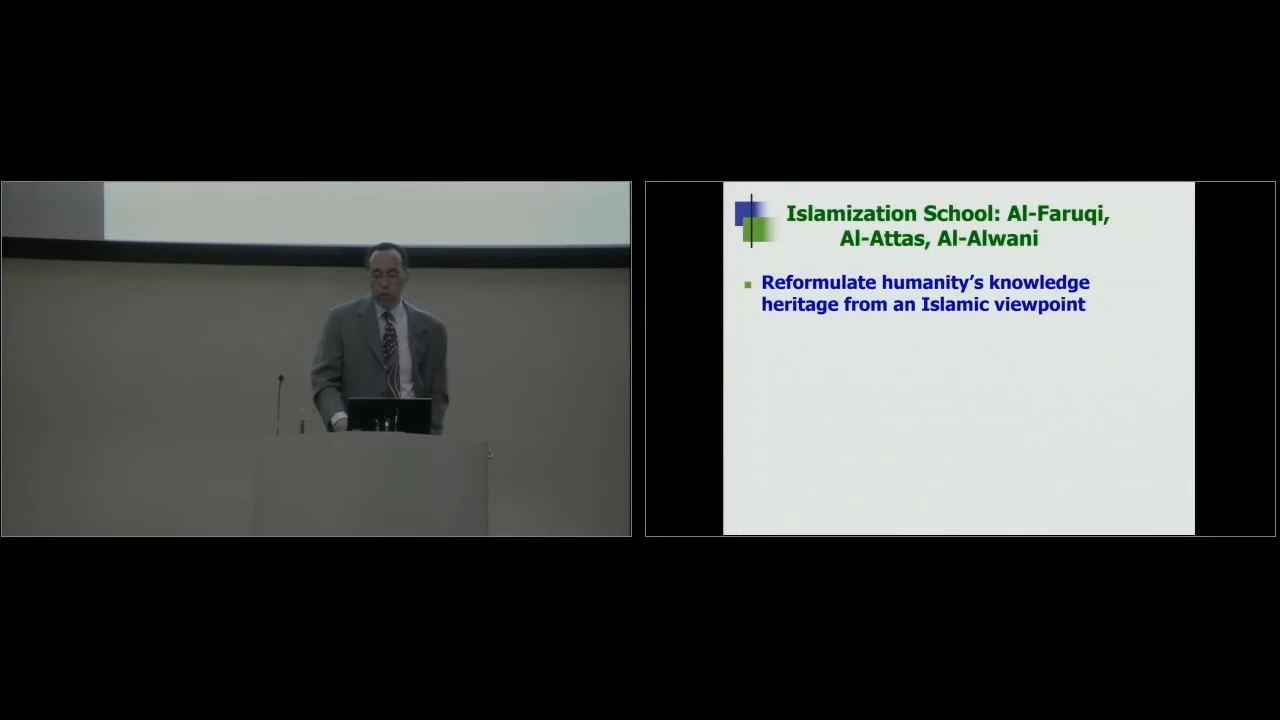 Islamization School: Al-Faruqi,
Al-Attas, Al-Alwani
Reformulate humanity’s knowledge
heritage from an Islamic viewpoint